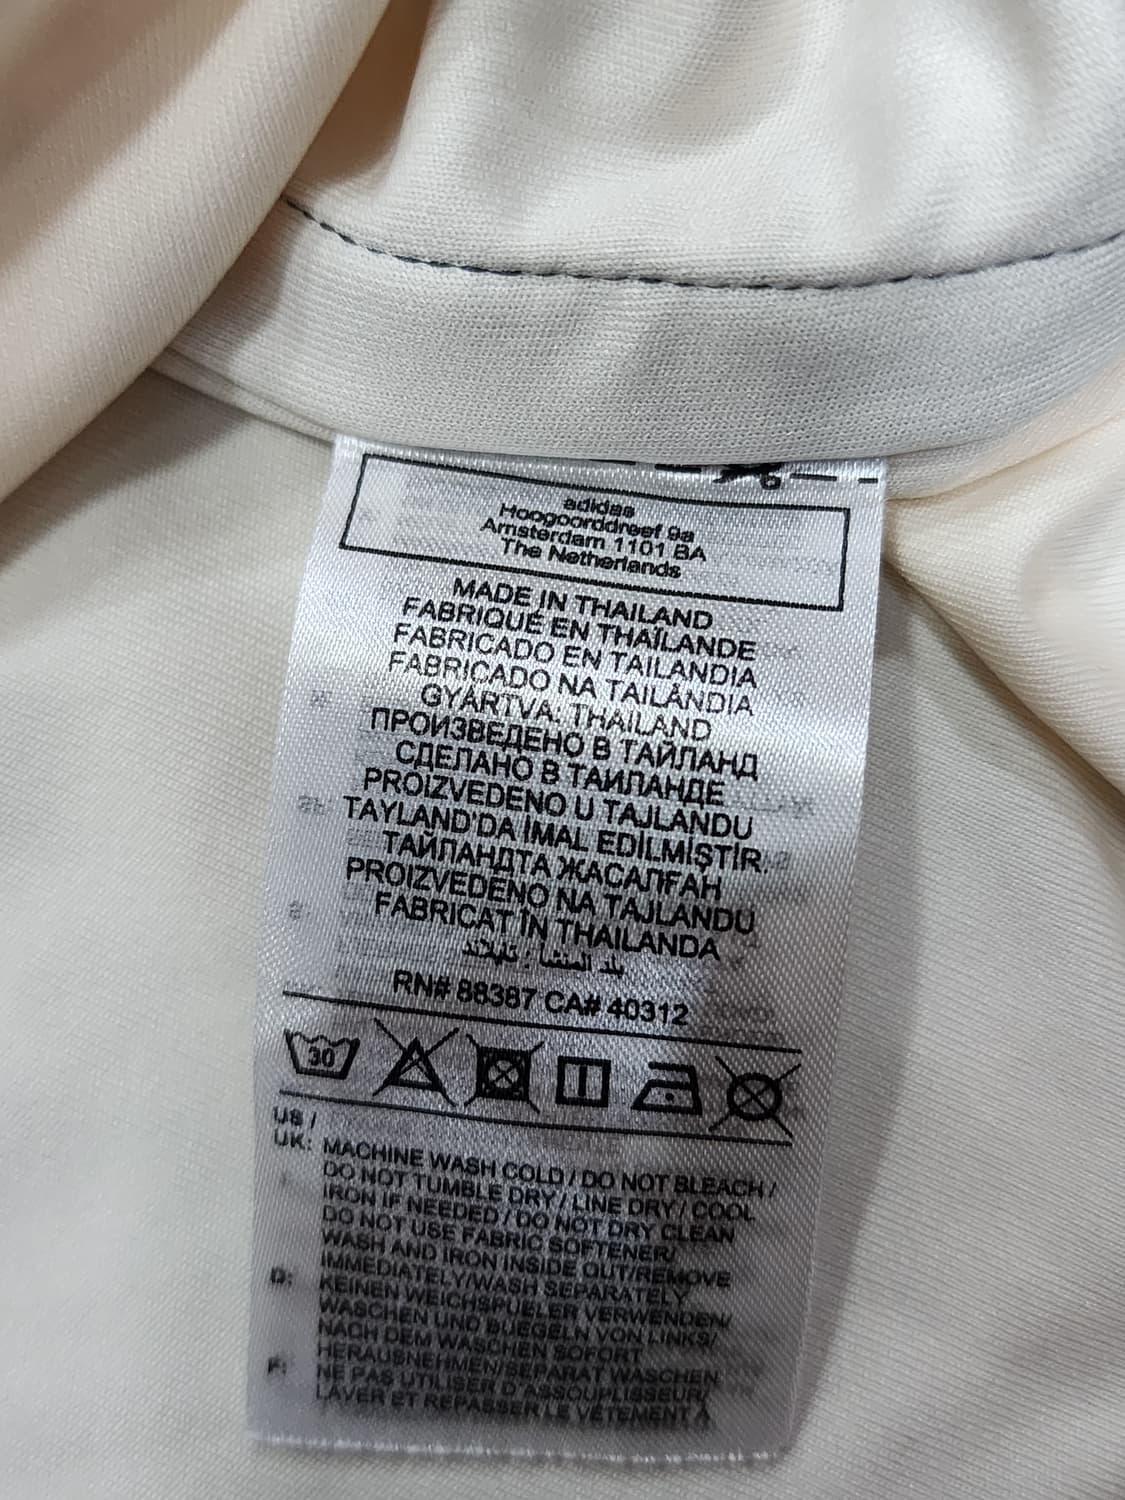 adidas
Hoogoorddreef 9a
Amsterdam 1101 BA
The Netherlands
MADE IN THAILAND
FABRIQUÉ EN THAÏLANDE
FABRICADO EN TAILANDIA
FABRICADO NA TAILÂNDIA
GYÁRTVA: THAILAND
ПРОИЗВЕДЕНО В ТАЙЛАНД
СДЕЛАНО В ТАИЛАНДЕ
PROIZVEDENO U TAJLANDU
TAYLAND'DA İMAL EDİLMİŞTİR.
ТАЙЛАНДТА ЖАСАЛҒАН
PROIZVEDENO NA TAJLANDU
FABRICAT ÎN THAILANDA
بلد المنشأ : تايلاند
RN# 88387 CA# 40312
30
US /
UK: MACHINE WASH COLD / DO NOT BLEACH /
DO NOT TUMBLE DRY / LINE DRY / COOL
IRON IF NEEDED / DO NOT DRY CLEAN
DO NOT USE FABRIC SOFTENER/
WASH AND IRON INSIDE OUT/REMOVE
IMMEDIATELY/WASH SEPARATELY
D: KEINEN WEICHSPUELER VERWENDEN/
WASCHEN UND BUEGELN VON LINKS/
NACH DEM WASCHEN SOFORT
HERAUSNEHMEN/SEPARAT WASCHEN
F: NE PAS UTILISER D'ASSOUPLISSEUR/
LAVER ET REPASSER LE VETEMENT A